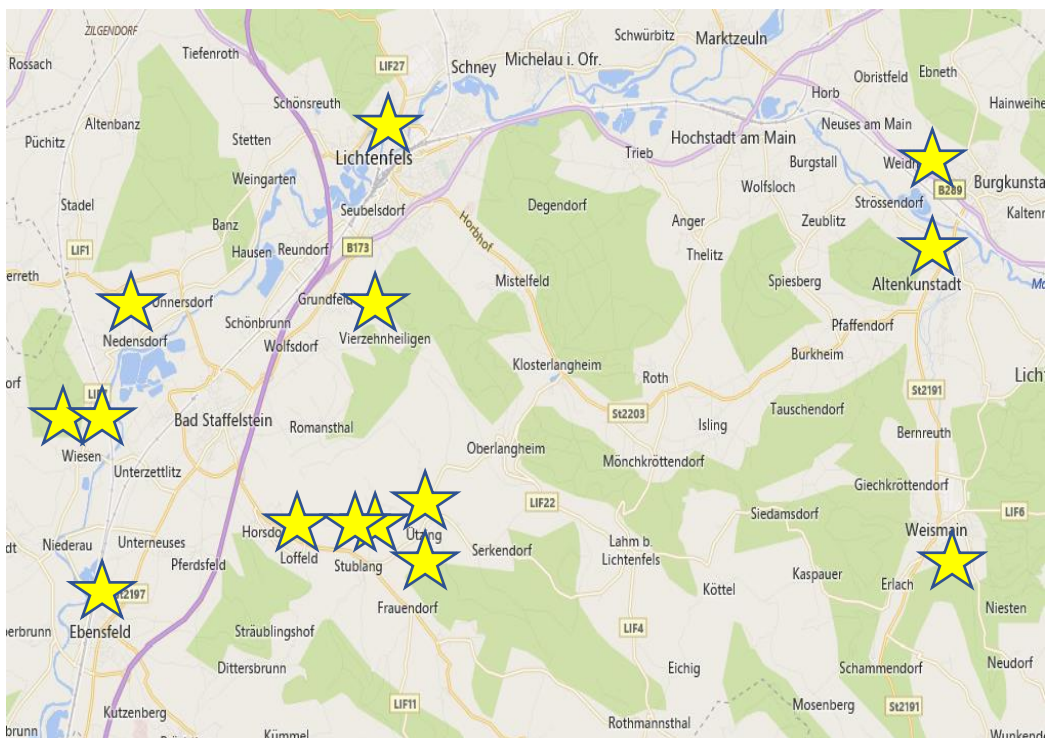 ZILGENDORF
Schwürbitz
Marktzeuln
Tiefenroth
Michelau i. Ofr.
Rossach
LIF27
Schney
Obristfeld
Ebneth
Horb
Schönsreuth
Hainweiher
Altenbanz
Neuses am Main
Püchitz
Stetten
Hochstadt am Main
Lichtenfels
Trieb
Burgstall
Weingarten
Wolfsloch
Burgkunstadt
B289
Stadel
Seubelsdorf
Degendorf
Strössendorf
Banz
Horbhof
Anger
Zeublitz
Kaltenr
LIF1
Hausen
Reundorf
B173
Thelitz
Mistelfeld
Spiesberg
Altenkunstadt
Unnersdorf
Grundfeld
Schönbrunn
Nedensdorf
Wolfsdorf
Vierzehnheiligen
Pfaffendorf
Burkheim
Klosterlangheim
Roth
Licht
St2191
Bad Staffelstein
St2203
Tauschendorf
Romansthal
Isling
Bernreuth
Wiesen
Oberlangheim
Unterzettlitz
Mönchkröttendorf
Giechkröttendorf
LIF22
Siedamsdorf
LIF6
Weismain
Unterneuses
Niederau
Loffeld
Serkendorf
Lahm b.
Lichtenfels
Stublang
Pferdsfeld
Kaspauer
Erlach
Köttel
St2197
Frauendorf
Niesten
Ebensfeld
Sträublingshof
LIF4
Neudorf
Dittersbrunn
Eichig
Schammendorf
LIF11
Mosenberg
St2191
Kutzenberg
Rothmannsthal
Kümmel